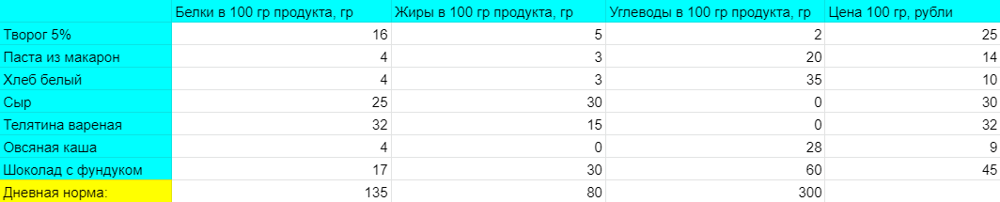 Белки в 100 гр продукта, гр Жиры в 100 гр продукта, гр Углеводы в 100 гр продукта, гр Цена 100 гр, рубли
Творог 5% 16 5 2 25
Паста из макарон 4 3 20 14
Хлеб белый 4 3 35 10
Сыр 25 30 0 30
Телятина вареная 32 15 0 32
Овсяная каша 4 0 28 9
Шоколад с фундуком 17 30 60 45
Дневная норма: 135 80 300